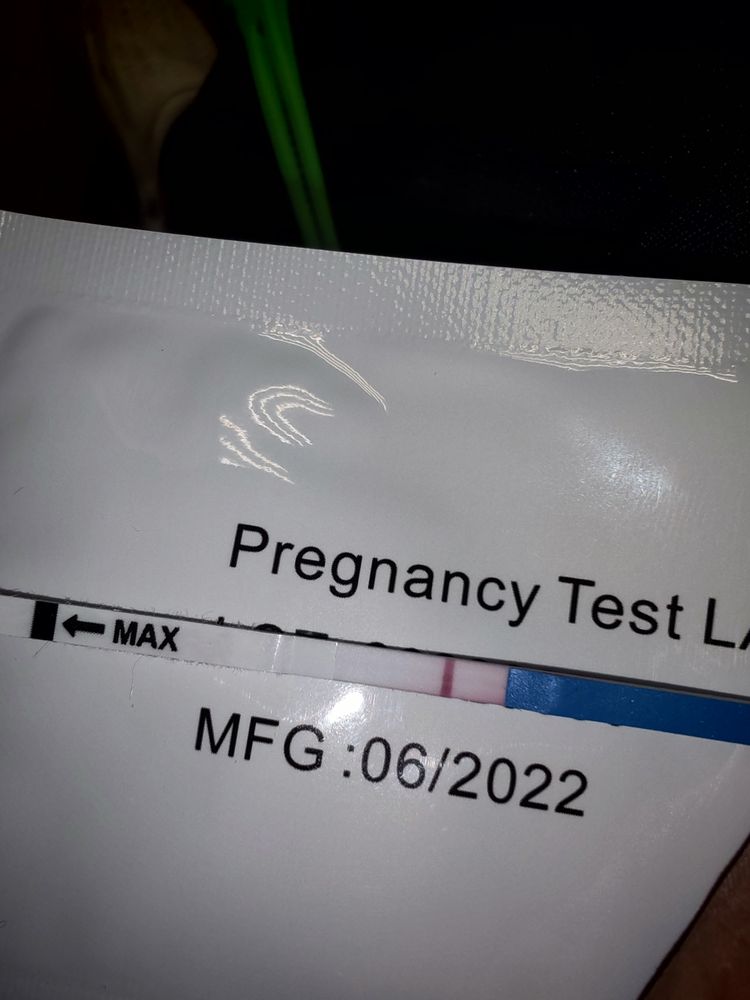 Pregnancy Test
← MAX
MFG :06/2022